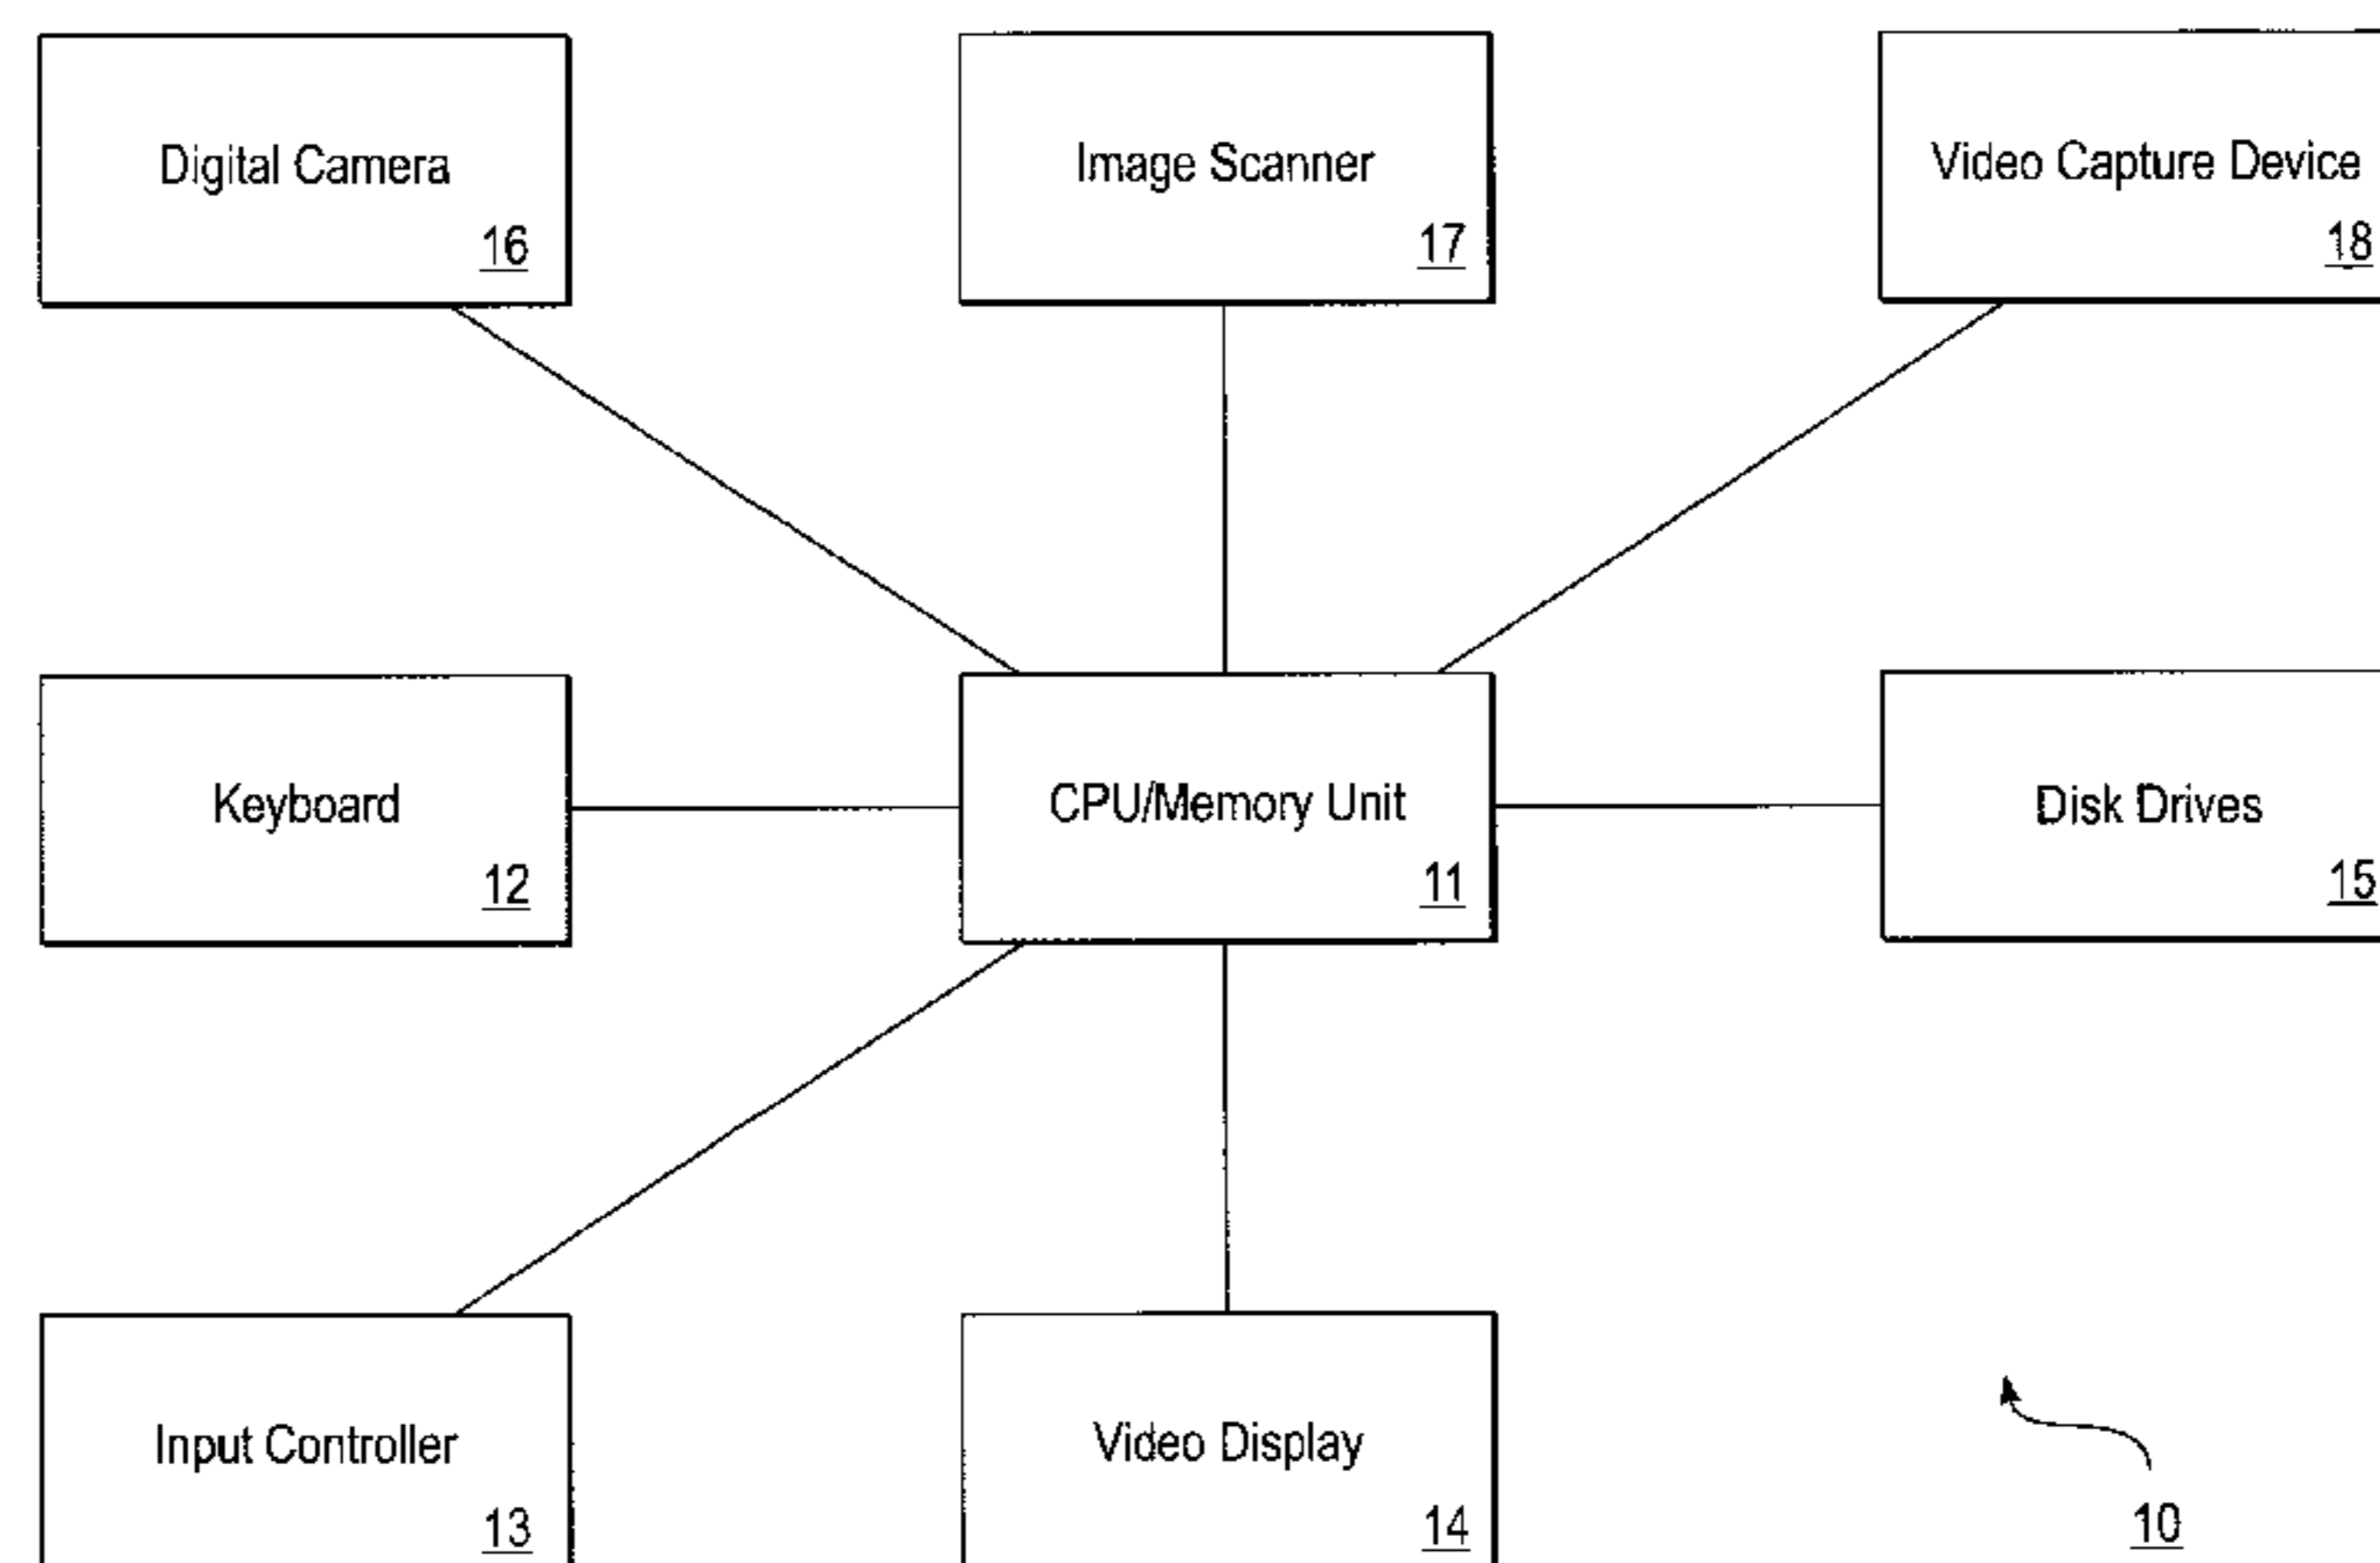 Digital Camera
16
Image Scanner
17
Video Capture Device
18
Keyboard
12
CPU/Memory Unit
11
Disk Drives
15
Input Controller
13
Video Display
14
10